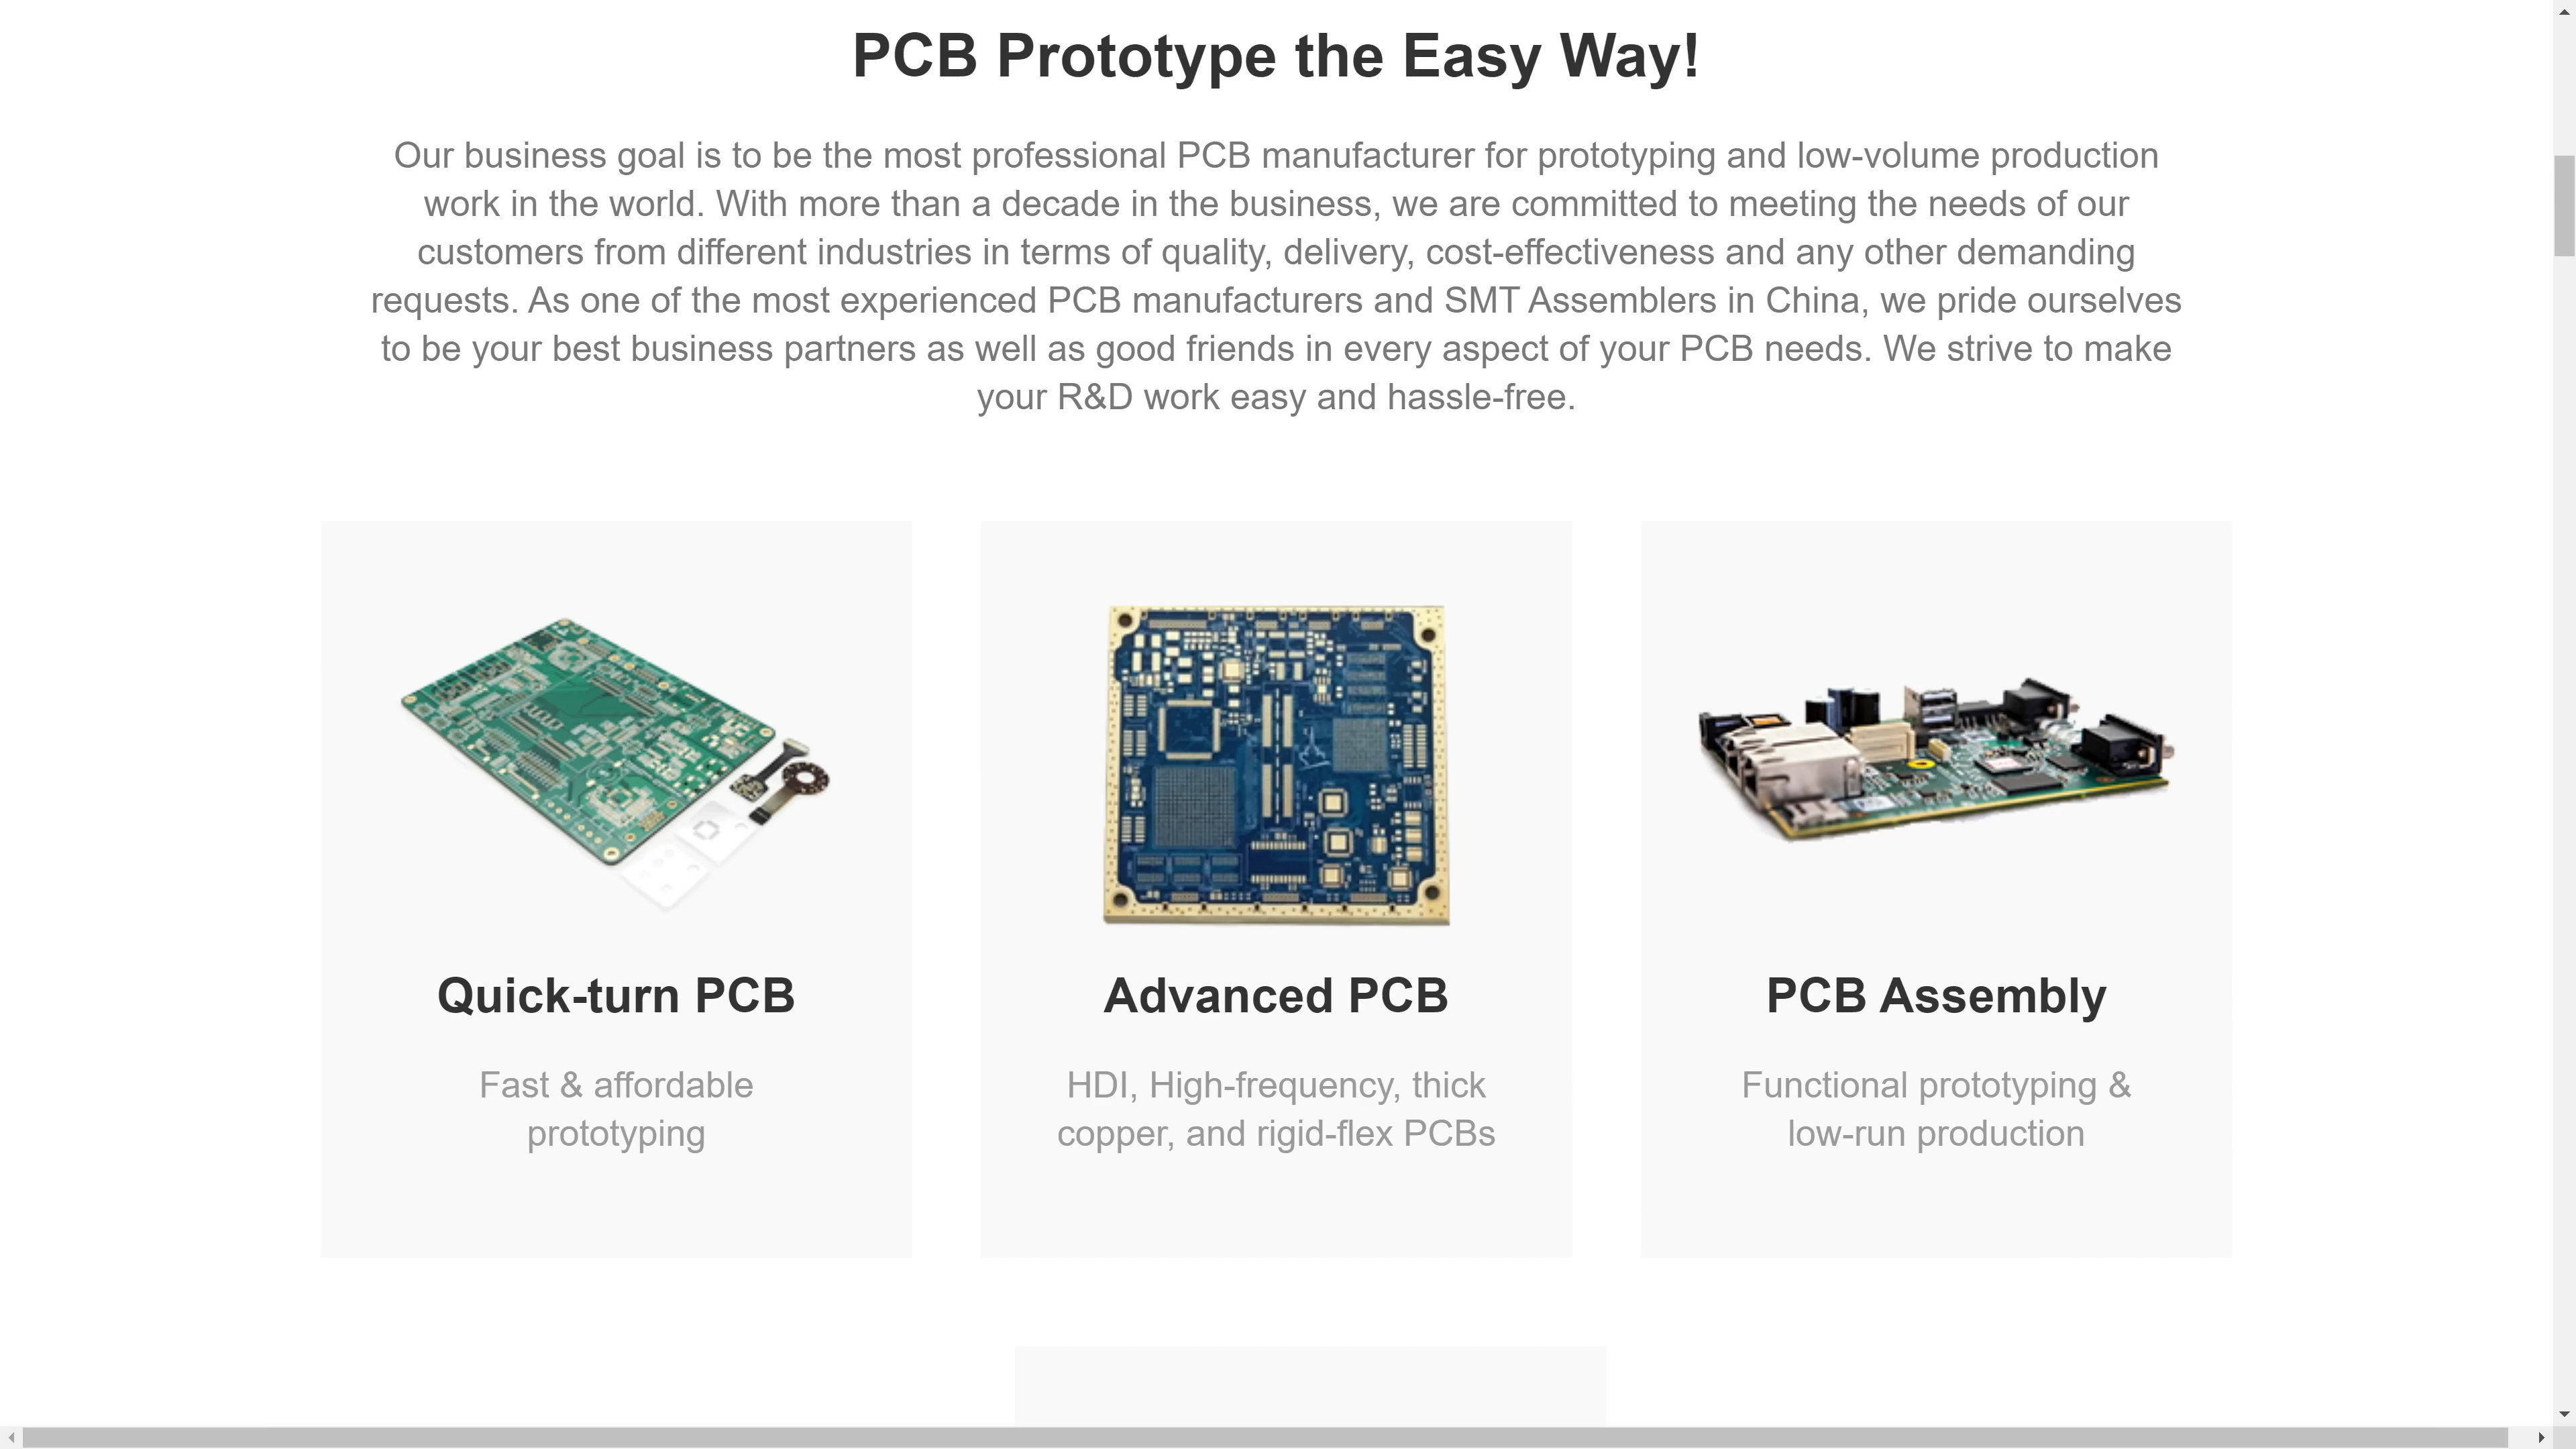 PCB Prototype the Easy Way!
Our business goal is to be the most professional PCB manufacturer for prototyping and low-volume production
work in the world. With more than a decade in the business, we are committed to meeting the needs of our
customers from different industries in terms of quality, delivery, cost-effectiveness and any other demanding
requests. As one of the most experienced PCB manufacturers and SMT Assemblers in China, we pride ourselves
to be your best business partners as well as good friends in every aspect of your PCB needs. We strive to make
your R&D work easy and hassle-free.
Quick-turn PCB
Fast & affordable
prototyping
Advanced PCB
HDI, High-frequency, thick
copper, and rigid-flex PCBs
PCB Assembly
Functional prototyping &
low-run production